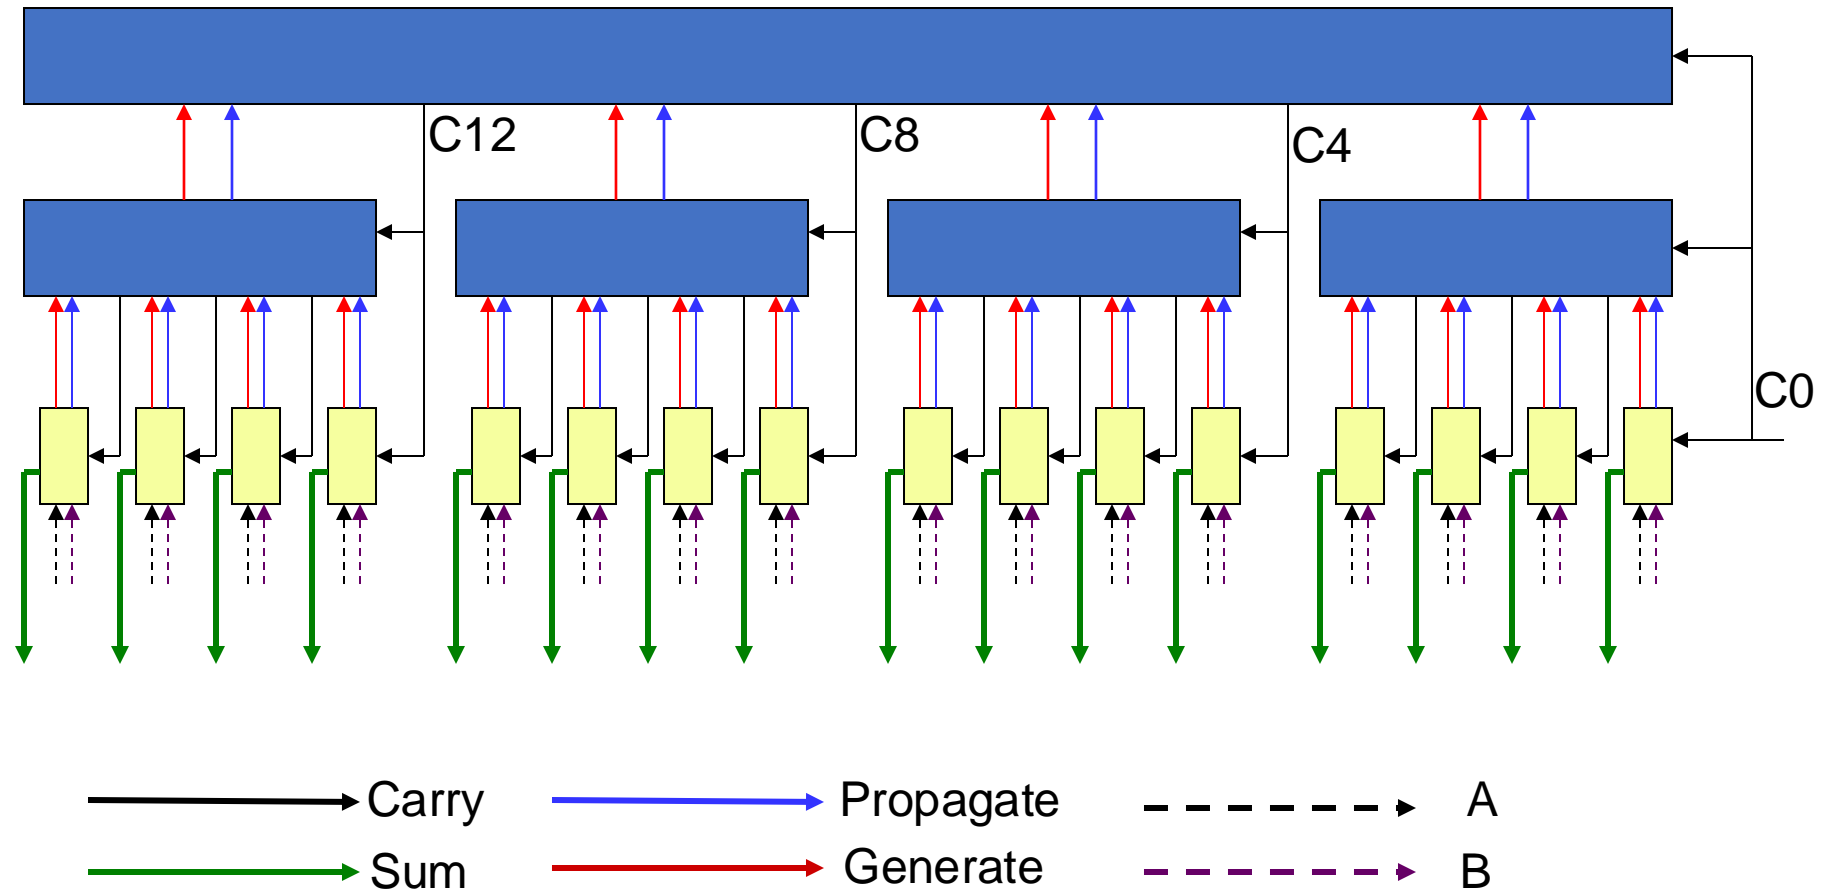 C12
C8
C4
C0
Carry
Propagate
A
Sum
Generate
B